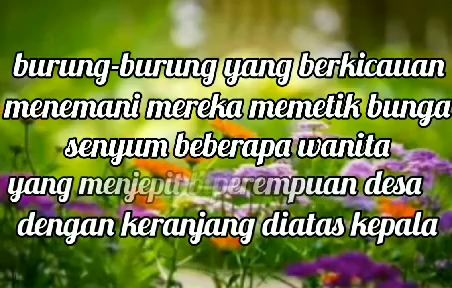 burung-burung yang berkicauan
menemani mereka memetik bunga
senyum beberapa wanita
yang perempuan desa
dengan keranjang diatas kepala